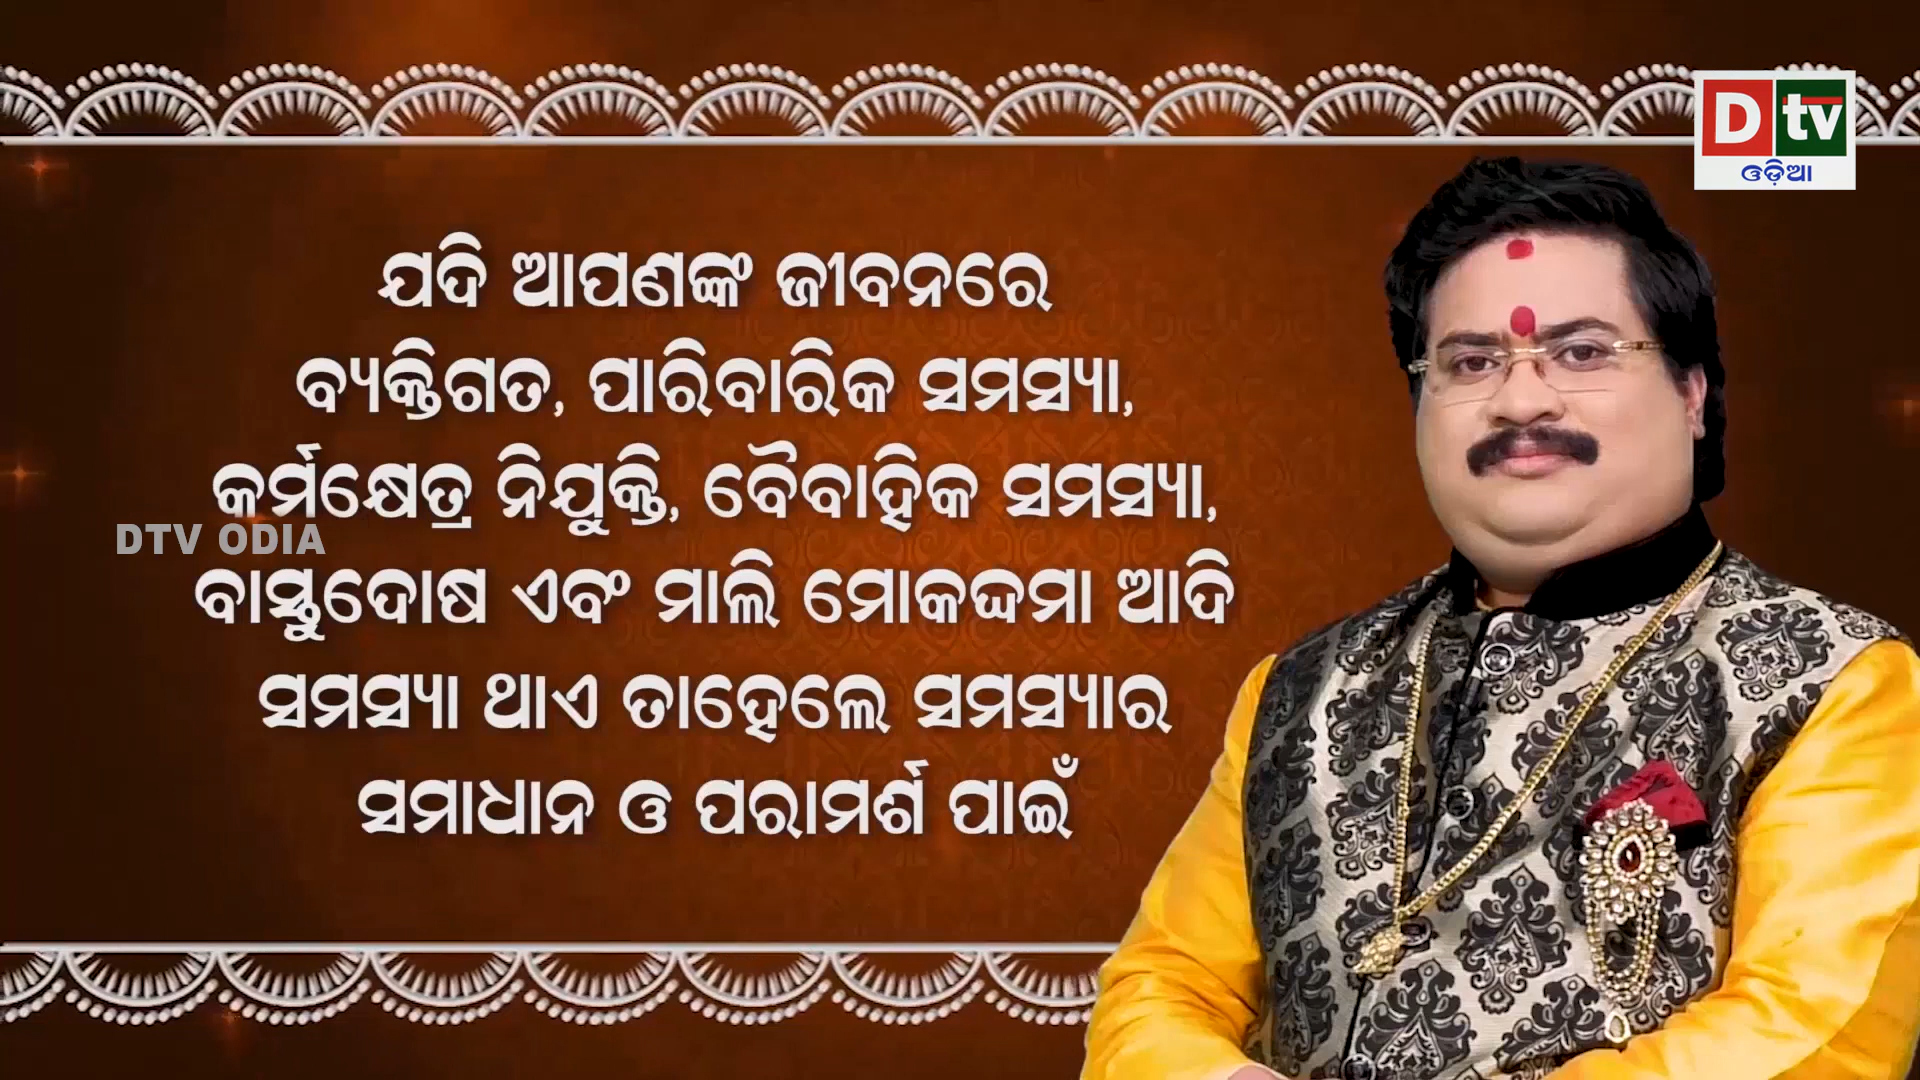 Dtv
ଓଡ଼ିଆ
ଯଦି ଆପଣଙ୍କ ଜୀବନରେ
ବ୍ୟକ୍ତିଗତ, ପାରିବାରିକ ସମସ୍ୟା,
କର୍ମକ୍ଷେତ୍ର ନିଯୁକ୍ତି, ବୈବାହିକ ସମସ୍ୟା,
DTV ODIA
ବାସ୍ତୁଦୋଷ ଏବଂ ମାଲି ମୋକଦ୍ଦମା ଆଦି
ସମସ୍ୟା ଥାଏ ତାହେଲେ ସମସ୍ୟାର
ସମାଧାନ ଓ ପରାମର୍ଶ ପାଇଁ